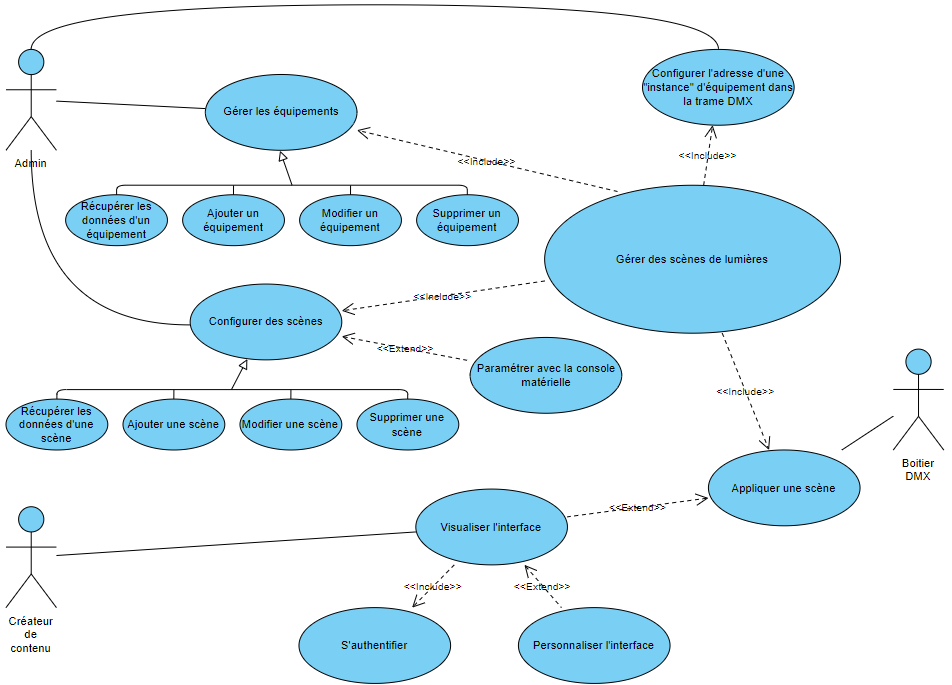 Configurer l'adresse d'une
"instance" d'équipement dans
la trame DMX
Gérer les équipements
<<Include>>
<<Include>>
Admin
Récupérer les
données d'un
équipement
Ajouter un
équipement
Modifier un
équipement
Supprimer un
équipement
Gérer des scènes de lumières
<<Include>>
Configurer des scènes
<<Extend>>
Paramétrer avec la console
matérielle
<<Include>>
Récupérer les
données d'une
scène
Ajouter une scène
Modifier une scène
Supprimer une
scène
Boitier
DMX
Appliquer une scène
<<Extend>>
Visualiser l'interface
<<Include>>
<<Extend>>
Créateur
de
contenu
S'authentifier
Personnaliser l'interface